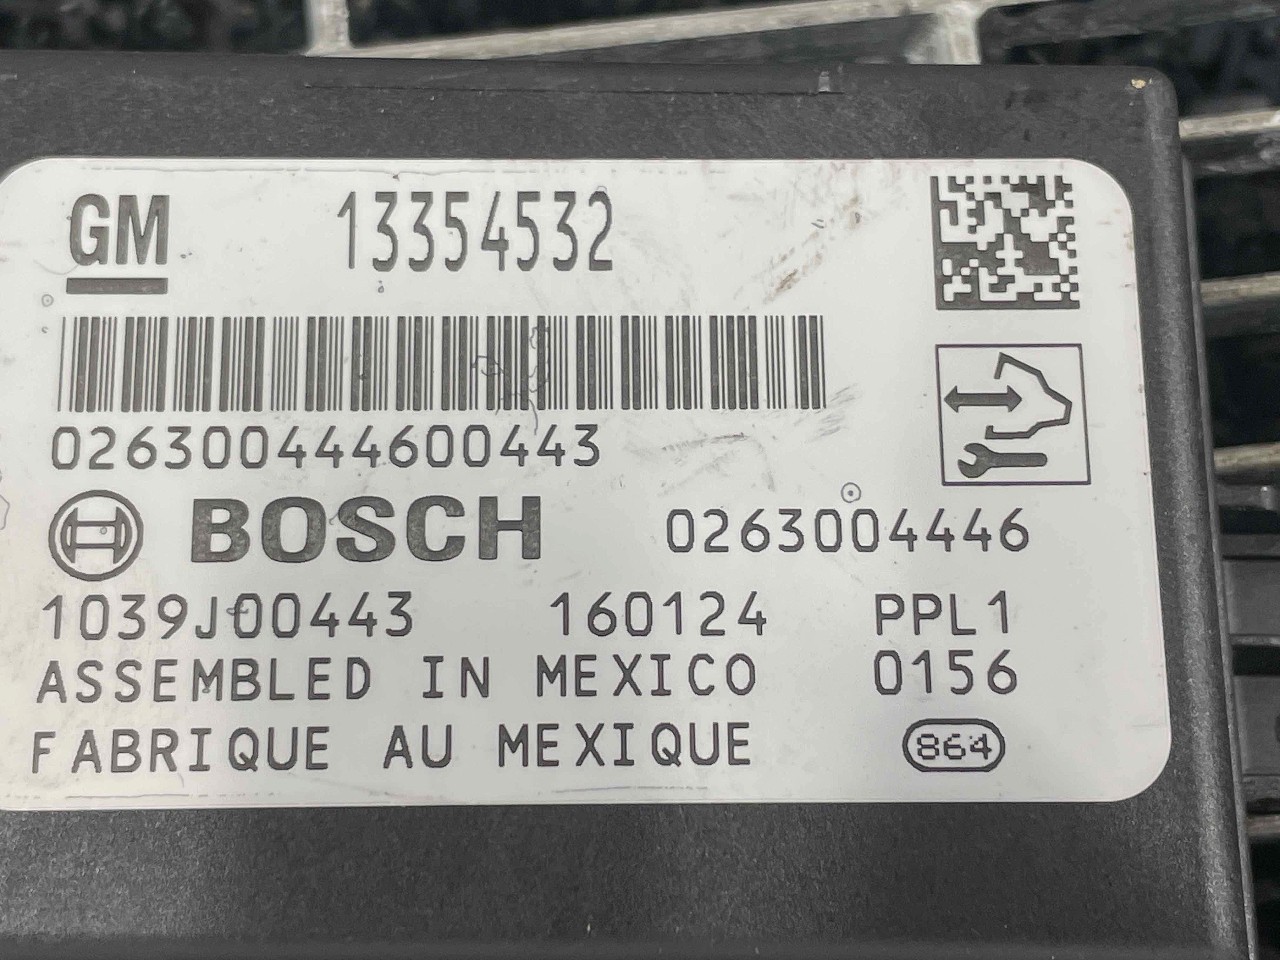 GM 13354532
026300444600443
BOSCH 0263004446
1039J00443 160124 PPL1
ASSEMBLED IN MEXICO 0156
FABRIQUE AU MEXIQUE 864